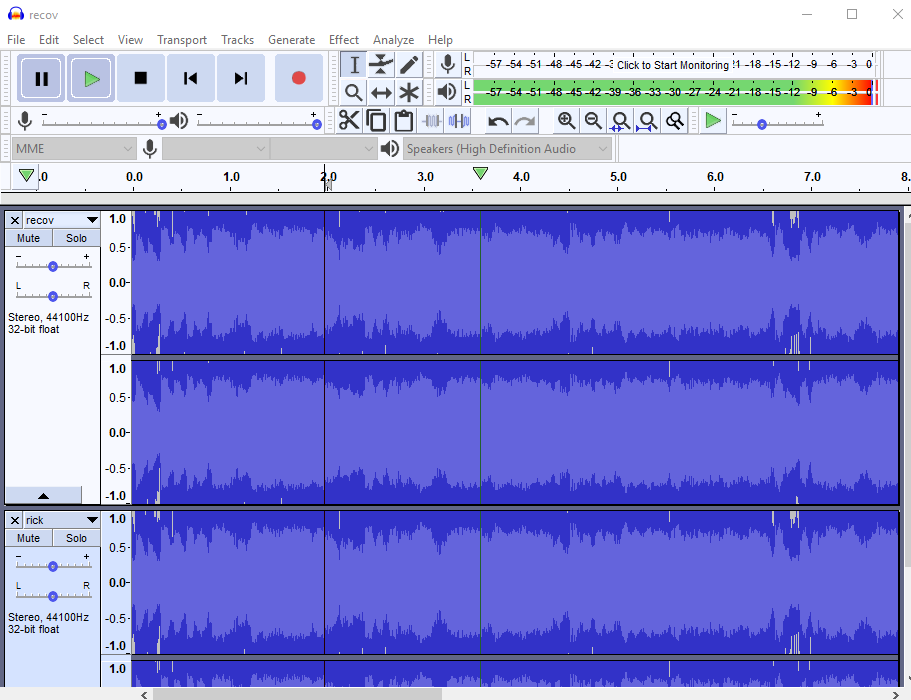 recov
File Edit Select View Transport Tracks Generate Effect Analyze Help
L
R
-57 -54 -51 -48 -45 -42 -3 Click to Start Monitoring !1 -18 -15 -12 -9 -6 -3 0
L
R
-57 -54 -51 -48 -45 -42 -39 -36 -33 -30 -27 -24 -21 -18 -15 -12 -9 -6 -3 0
- +
- +
- +
MME
Speakers (High Definition Audio
.0 0.0 1.0 2.0 3.0 4.0 5.0 6.0 7.0 8.
recov
Mute Solo
- +
L R
Stereo, 44100Hz
32-bit float
1.0
0.5-
0.0-
-0.5-
-1.0
1.0
0.5-
0.0-
-0.5-
-1.0
rick
Mute Solo
- +
L R
Stereo, 44100Hz
32-bit float
1.0
0.5-
0.0-
-0.5-
-1.0
1.0